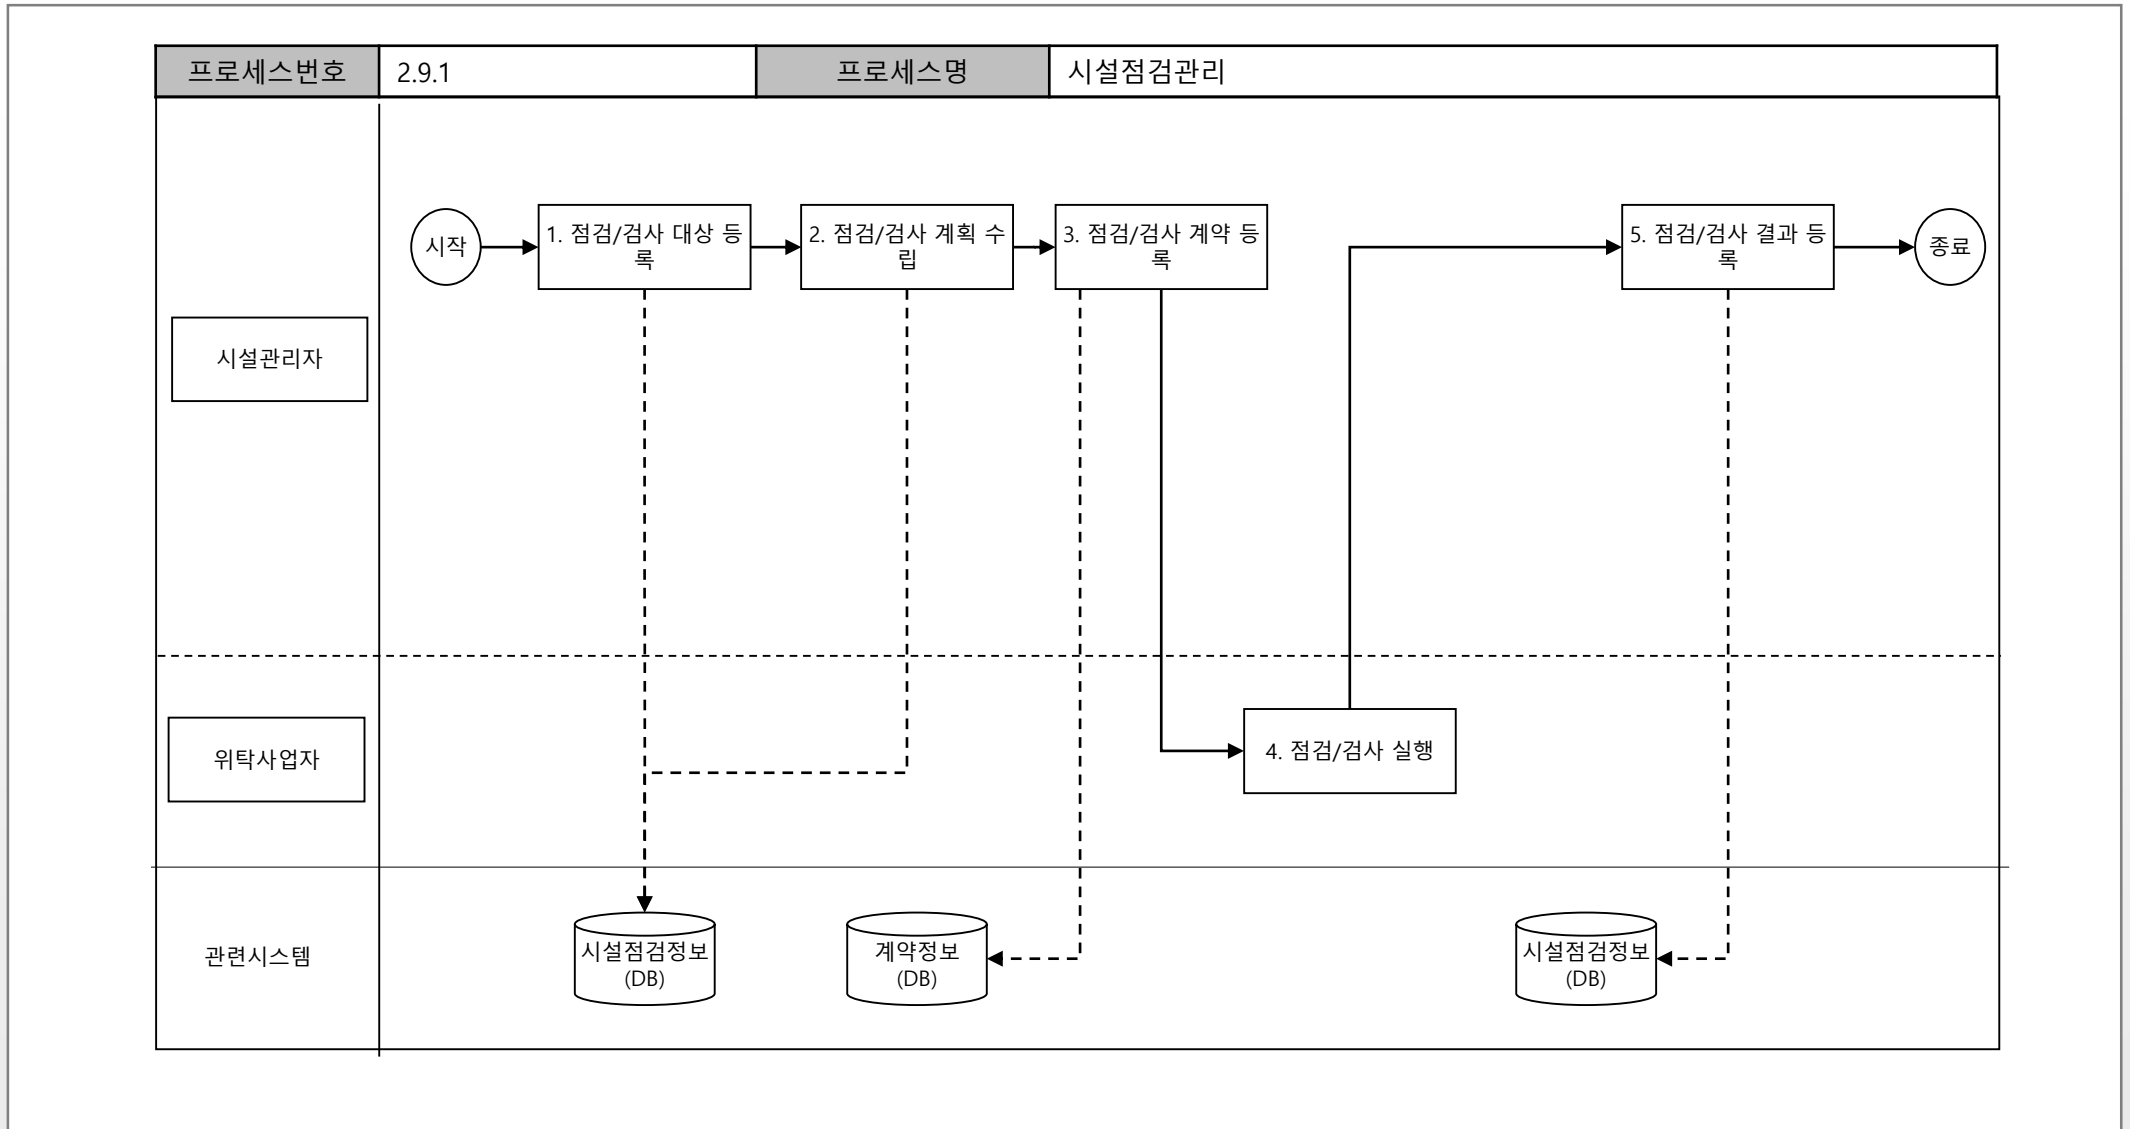 프로세스번호
2.9.1
프로세스명
시설점검관리
시작
1. 점검/검사 대상 등
록
2. 점검/검사 계획 수
립
3. 점검/검사 계약 등
록
5. 점검/검사 결과 등
록
종료
시설관리자
위탁사업자
4. 점검/검사 실행
관련시스템
시설점검정보
(DB)
계약정보
(DB)
시설점검정보
(DB)